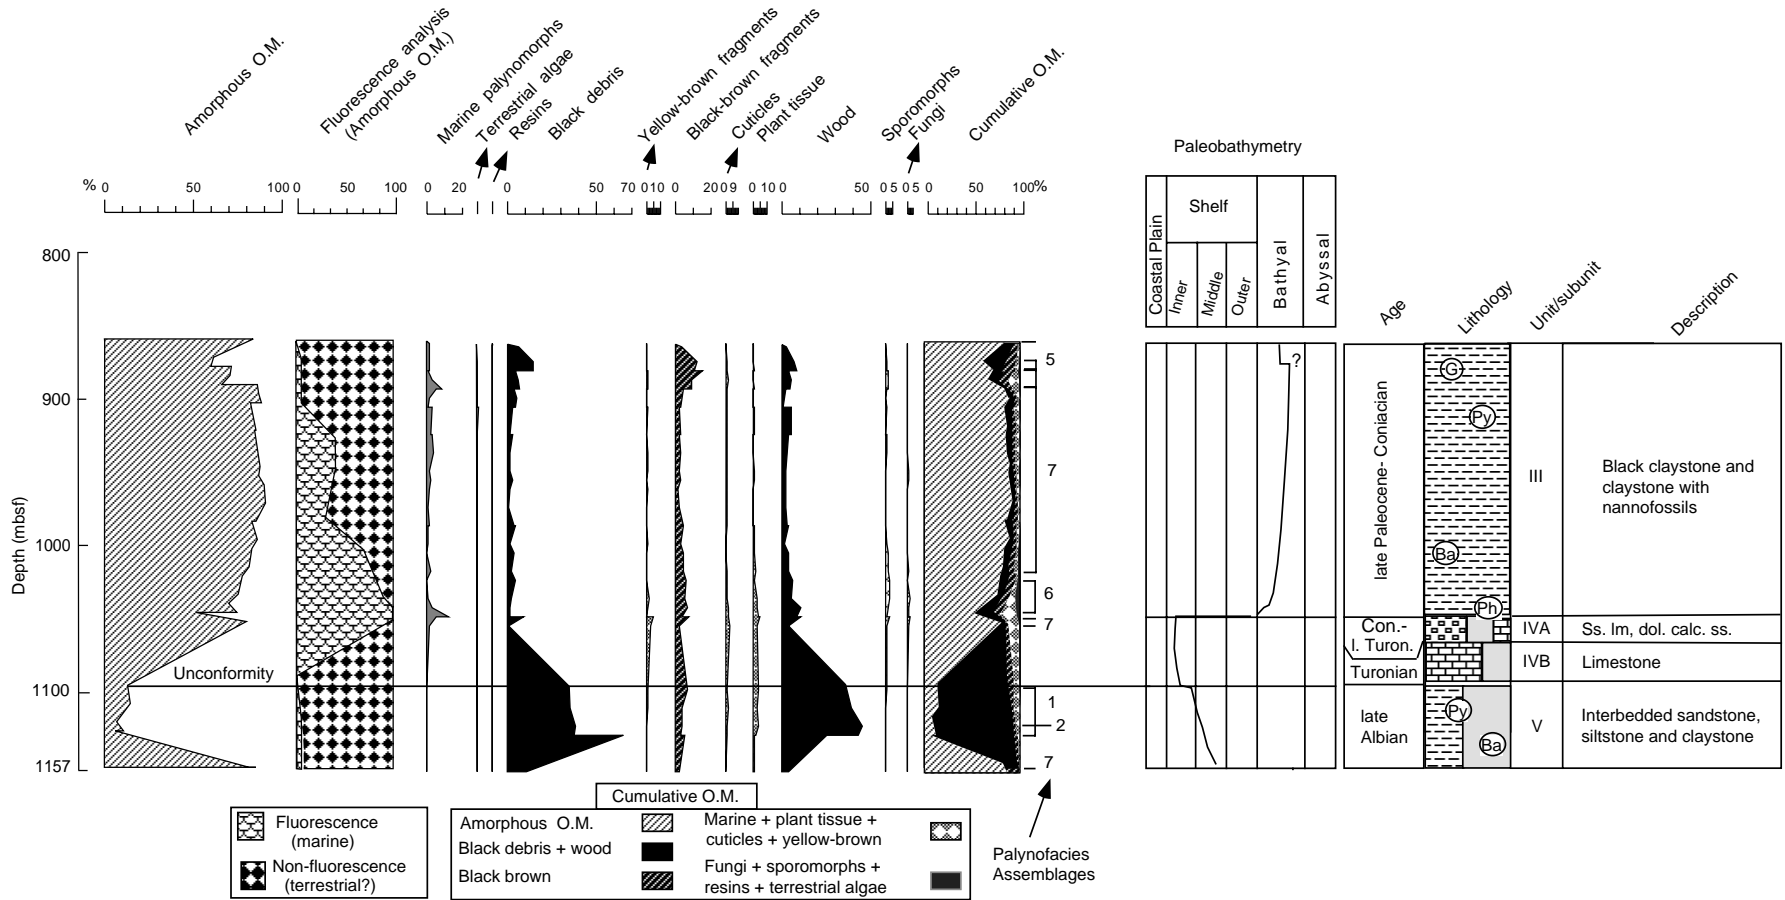 Amorphous O.M.
Fluorescence analysis
(Amorphous O.M.)
Marine palynomorphs
Terrestrial algae
Resins
Black debris
Yellow-brown fragments
Black-brown fragments
Cuticles
Plant tissue
Wood
Sporomorphs
Fungi
Cumulative O.M.
% 0 50 100 0 50 100 0 20 0 50 70 0 10 0 20 0 9 0 10 0 50 0 5 0 5 0 50 100%
Paleobathymetry
Coastal Plain
Shelf
Inner
Middle
Outer
Bathyal
Abyssal
Age
Lithology
Unit/subunit
Description
Depth (mbsf)
800
900
1000
1100
1157
Unconformity
5
7
6
7
1
2
7
?
late Paleocene- Coniacian
G
Py
Ba
Ph
III
Black claystone and
claystone with
nannofossils
Con.-
l. Turon.
IVA
Ss. lm, dol. calc. ss.
Turonian
IVB
Limestone
late
Albian
Py
Ba
V
Interbedded sandstone,
siltstone and claystone
Fluorescence
(marine)
Non-fluorescence
(terrestrial?)
Cumulative O.M.
Amorphous O.M.
Black debris + wood
Black brown
Marine + plant tissue +
cuticles + yellow-brown
Fungi + sporomorphs +
resins + terrestrial algae
Palynofacies
Assemblages